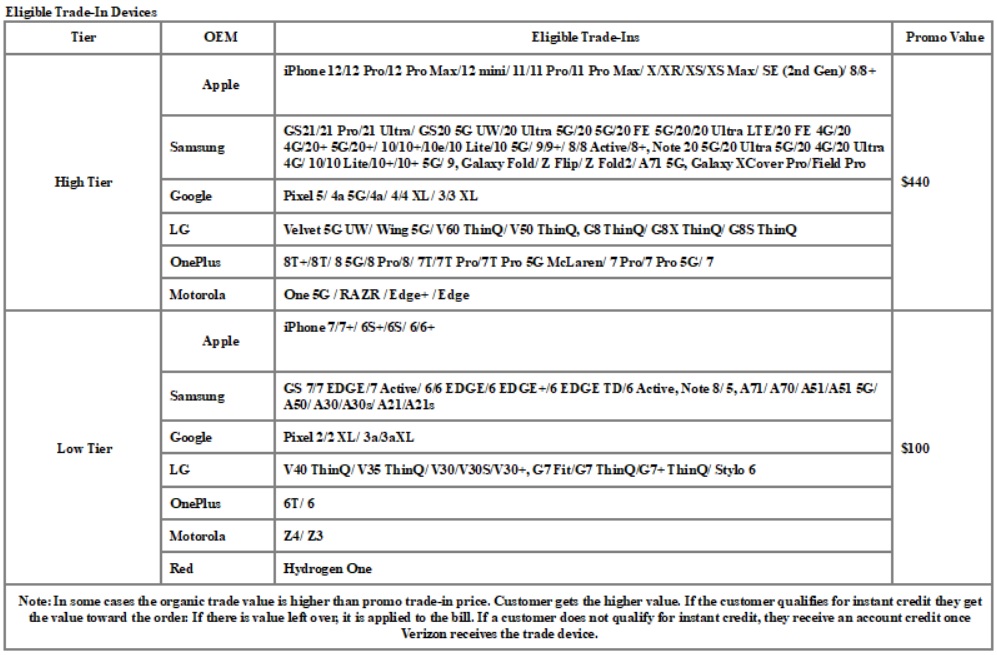 Eligible Trade-In Devices
Tier OEM Eligible Trade-Ins Promo Value
High Tier
Apple
iPhone 12/12 Pro/12 Pro Max/12 mini/ 11/11 Pro/11 Pro Max/ X/XR/XS/XS Max/ SE (2nd Gen)/ 8/8+
Samsung
GS21/21 Pro/21 Ultra/ GS20 5G UW/20 Ultra 5G/20 5G/20 FE 5G/20/20 Ultra LTE/20 FE 4G/20
4G/20+ 5G/20+/ 10/10+/10e/10 Lite/10 5G/ 9/9+/ 8/8 Active/8+, Note 20 5G/20 Ultra 5G/20 4G/20 Ultra
4G/ 10/10 Lite/10+/10+ 5G/ 9, Galaxy Fold/ Z Flip/ Z Fold2/ A71 5G, Galaxy XCover Pro/Field Pro
Google
Pixel 5/ 4a 5G/4a/ 4/4 XL/ 3/3 XL
LG
Velvet 5G UW/ Wing 5G/ V60 ThinQ/ V50 ThinQ, G8 ThinQ/ G8X ThinQ/ G8S ThinQ
OnePlus
8T+/8T/ 8 5G/8 Pro/8/ 7T/7T Pro/7T Pro 5G McLaren/ 7 Pro/7 Pro 5G/ 7
Motorola
One 5G / RAZR / Edge+ / Edge
$440
Low Tier
Apple
iPhone 7/7+/ 6S+/6S/ 6/6+
Samsung
GS 7/7 EDGE/7 Active/ 6/6 EDGE/6 EDGE+/6 EDGE TD/6 Active, Note 8/ 5, A71/ A70/ A51/A51 5G/
A50/ A30/A30s/ A21/A21s
Google
Pixel 2/2 XL/ 3a/3aXL
LG
V40 ThinQ/ V35 ThinQ/ V30/V30S/V30+, G7 Fit/G7 ThinQ/G7+ ThinQ/ Stylo 6
OnePlus
6T/ 6
Motorola
Z4/ Z3
Red
Hydrogen One
$100
Note: In some cases the organic trade value is higher than promo trade-in price. Customer gets the higher value. If the customer qualifies for instant credit they get
the value toward the order. If there is value left over, it is applied to the bill. If a customer does not qualify for instant credit, they receive an account credit once
Verizon receives the trade device.